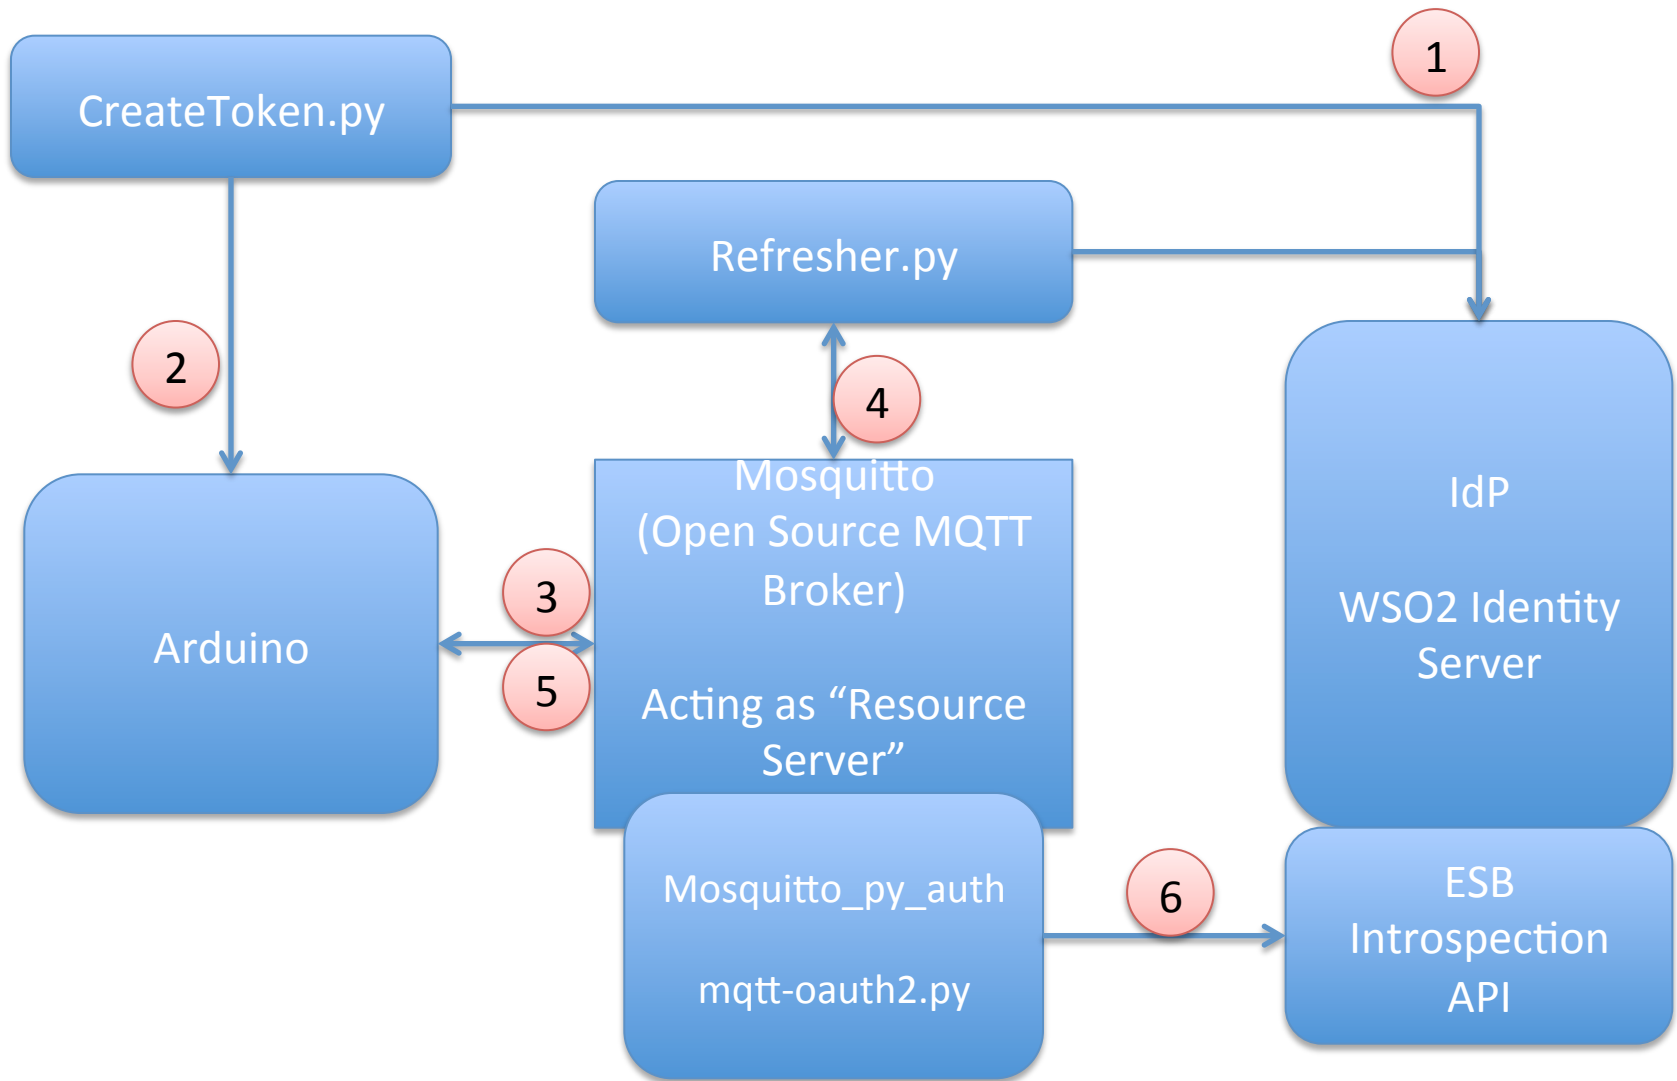 1
CreateToken.py
Refresher.py
2
4
Mosquitto
(Open Source MQTT
Broker)
Acting as “Resource
Server”
IdP
WSO2 Identity
Server
3
Arduino
5
Mosquitto_py_auth
mqtt-oauth2.py
6
ESB
Introspection
API